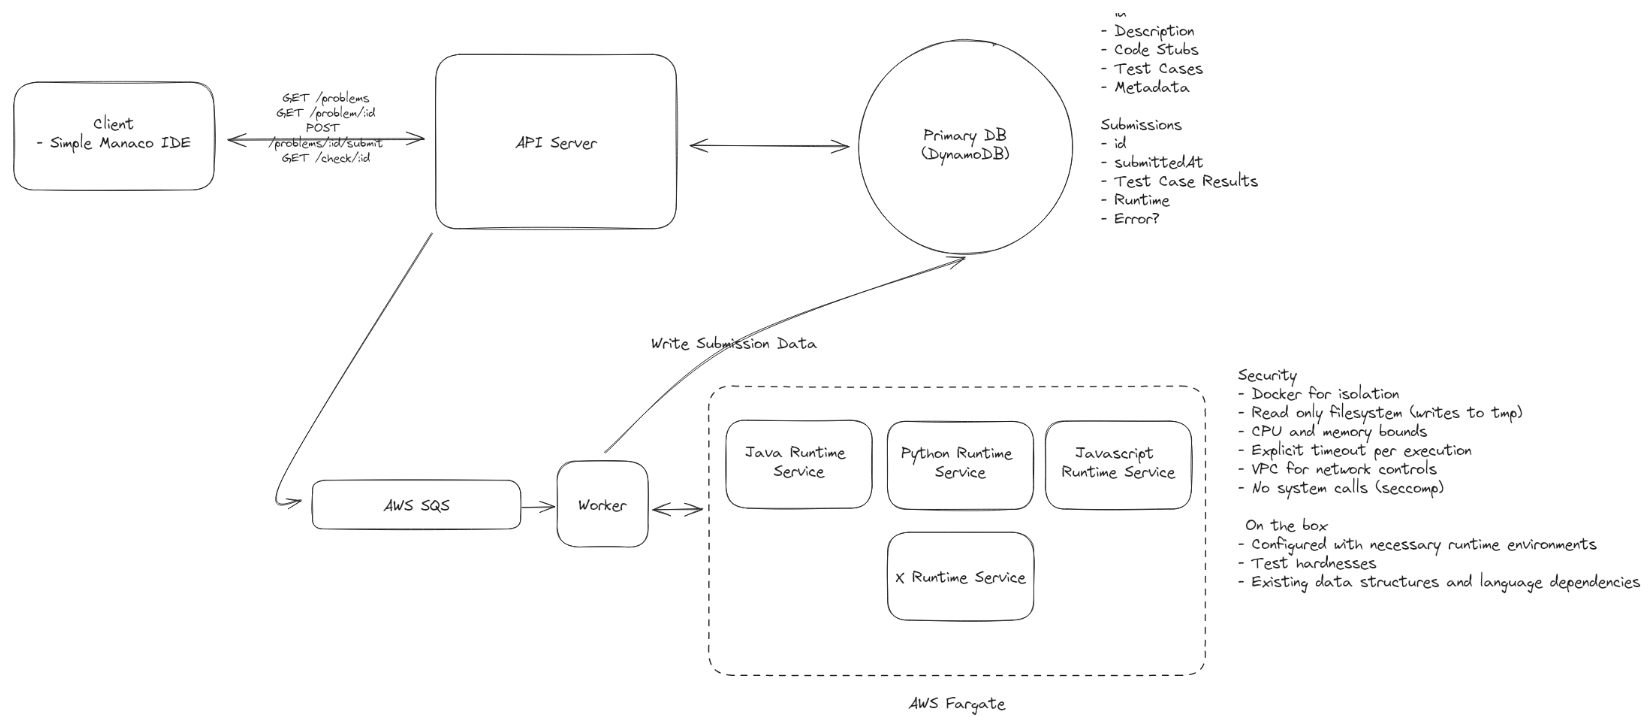 Client
- Simple Manaco IDE
GET /problems
GET /problem/:id
POST
/problems/:id/submit
GET /check/:id
API Server
Primary DB
(DynamoDB)
- Description
- Code Stubs
- Test Cases
- Metadata
Submissions
- id
- submittedAt
- Test Case Results
- Runtime
- Error?
Write Submission Data
AWS SQS
Worker
Java Runtime
Service
Python Runtime
Service
Javascript
Runtime Service
X Runtime Service
AWS Fargate
Security
- Docker for isolation
- Read only filesystem (writes to tmp)
- CPU and memory bounds
- Explicit timeout per execution
- VPC for network controls
- No system calls (seccomp)
On the box
- Configured with necessary runtime environments
- Test hardnesses
- Existing data structures and language dependencies